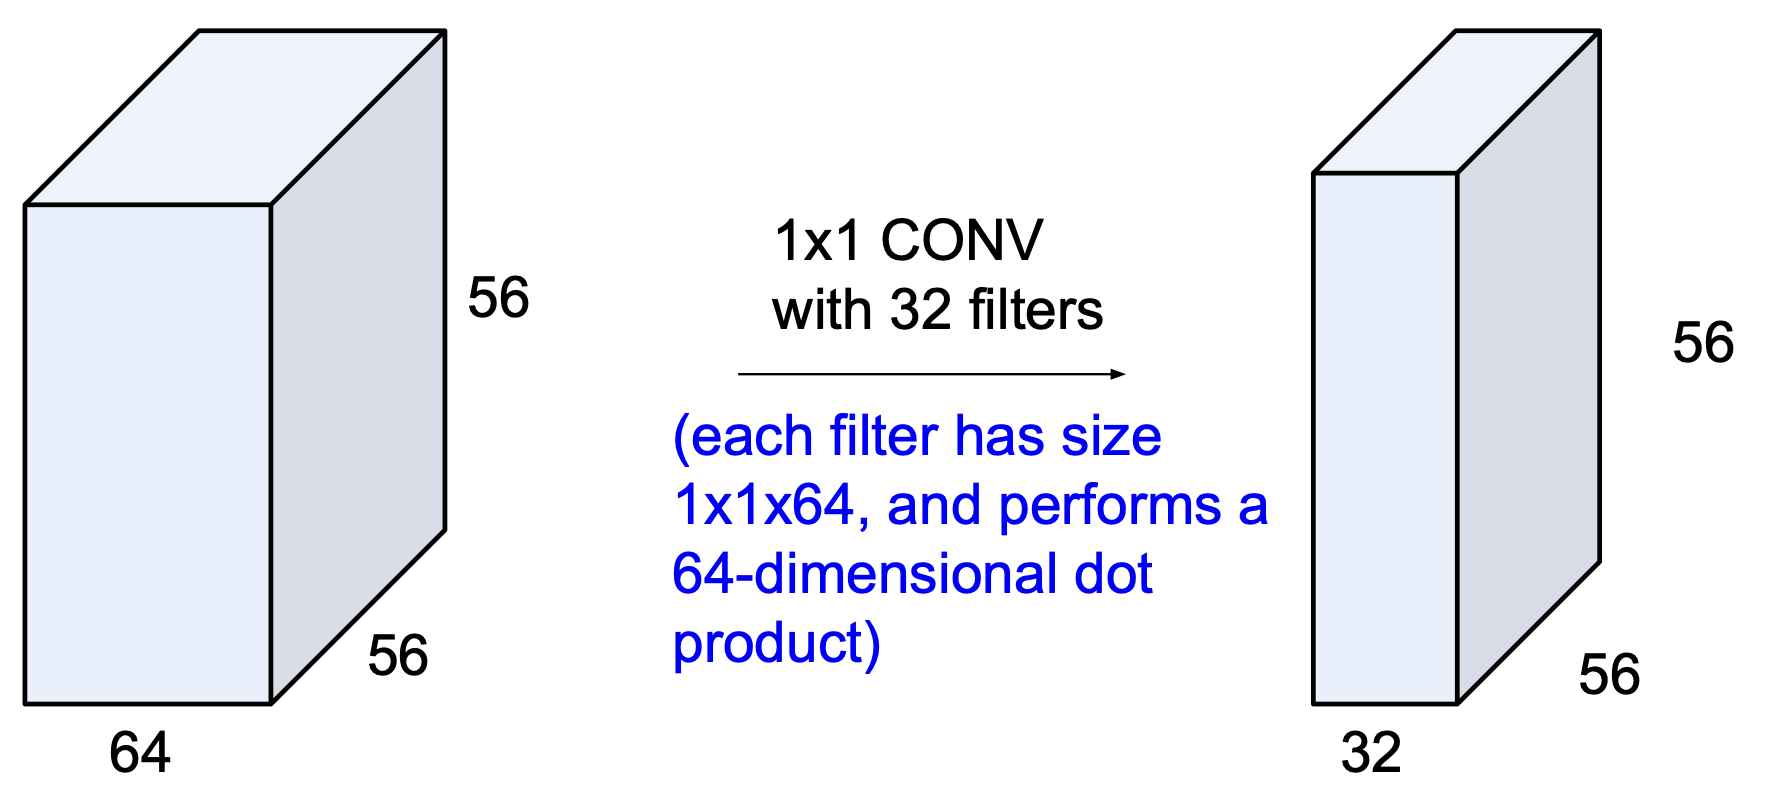 56
56
64
1x1 CONV
with 32 filters
(each filter has size
1x1x64, and performs a
64-dimensional dot
product)
56
56
32